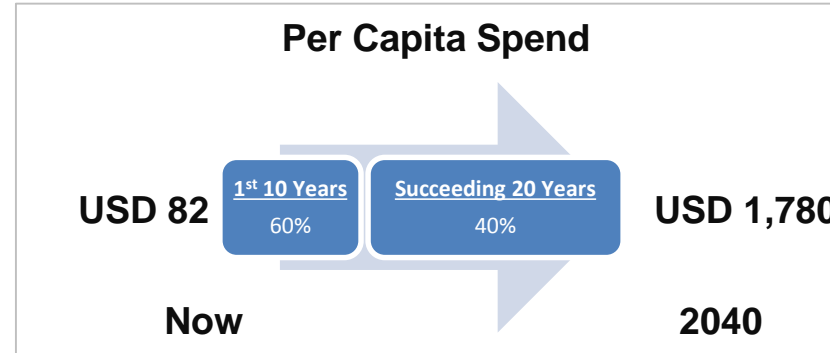 Per Capita Spend
USD 82
1st 10 Years
60%
Succeeding 20 Years
40%
USD 1,780
Now
2040